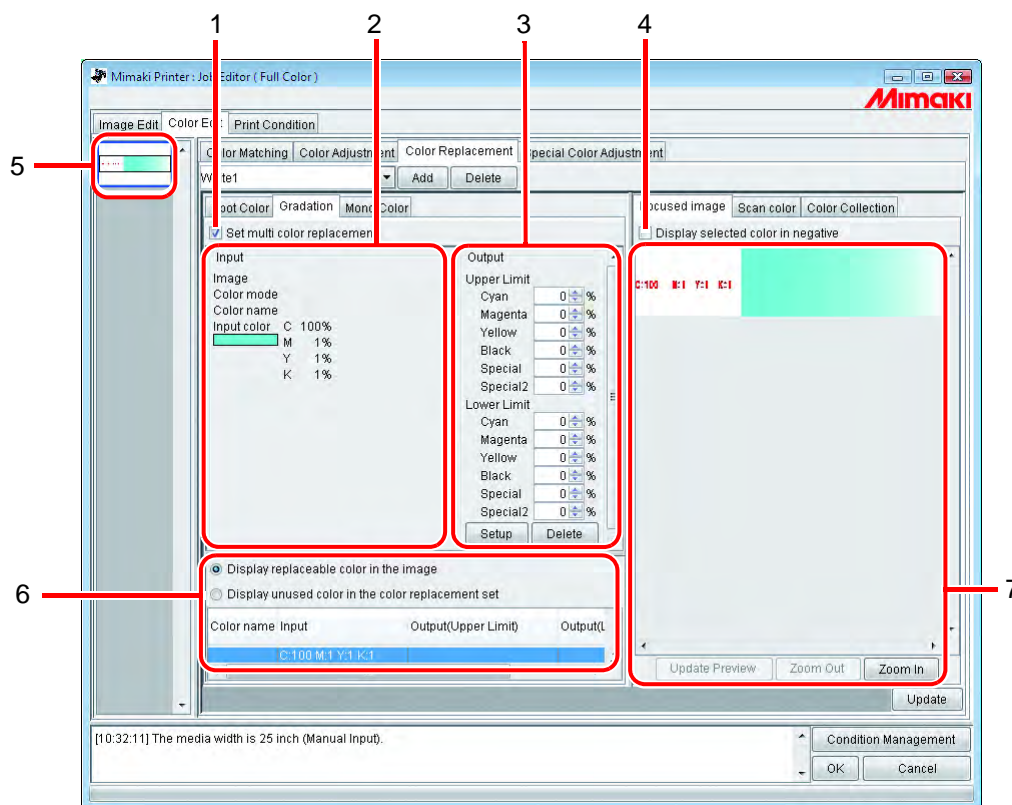 1 2 3 4
Mimaki Printer : Job Editor ( Full Color )
Mimaki
Image Edit Color Edit Print Condition
5
Color Matching Color Adjustment Color Replacement Special Color Adjustment
Add Delete
Spot Color Gradation Mono Color
Focused image Scan color Color Collection
Set multi color replacement
Display selected color in negative
Input
Output
Image
Upper Limit
Color mode
Cyan 0 %
Color name
Magenta 0 %
Input color C 100%
Yellow 0 %
M 1%
Black 0 %
Y 1%
Special 0 %
K 1%
Special2 0 %
C:100 M:1 Y:1 K:1
Lower Limit
Cyan 0 %
Magenta 0 %
Yellow 0 %
Black 0 %
Special 0 %
Special2 0 %
Setup Delete
6
Display replaceable color in the image
Display unused color in the color replacement set
7
Color name Input Output(Upper Limit) Output(L
C:100 M:1 Y:1 K:1
Update Preview Zoom Out Zoom In
Update
[10:32:11] The media width is 25 inch (Manual Input).
Condition Management
OK Cancel